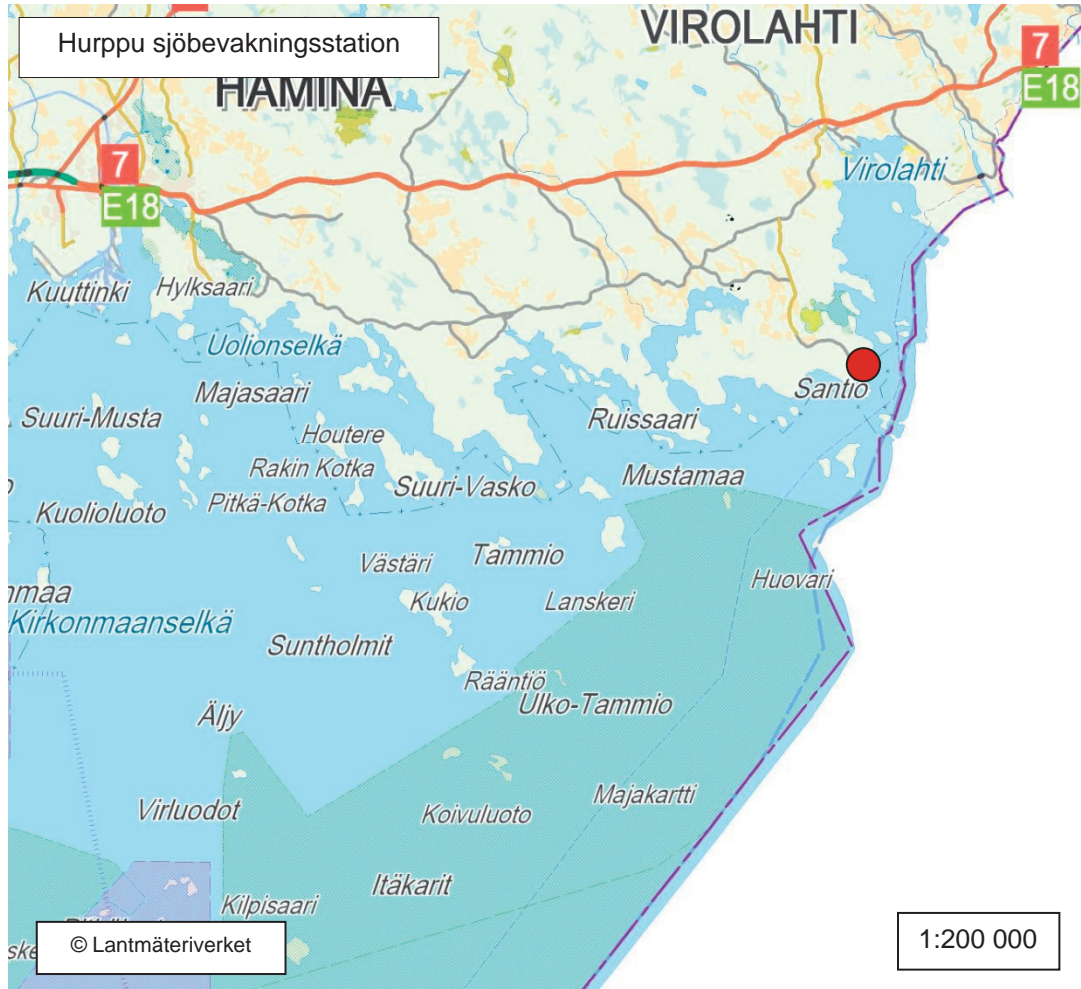 Hurppu sjöbevakningsstation
VIROLAHTI
7
E18
HAMINA
7
E18
Virolahti
Kuuttinki
Hylksaari
Uolionselkä
Majasaari
Santio
Suuri-Musta
Houtere
Ruissaari
Rakin Kotka
Mustamaa
Suuri-Vasko
Pitkä-Kotka
Kuolioluoto
Tammio
Västäri
Huovari
nmaa
Kukio
Lanskeri
Kirkonmaanselkä
Suntholmit
Rääntiö
Ulko-Tammio
Äljy
Majakartti
Virluodot
Koivuluoto
Itäkarit
Kilpisaari
© Lantmäteriverket
1:200 000